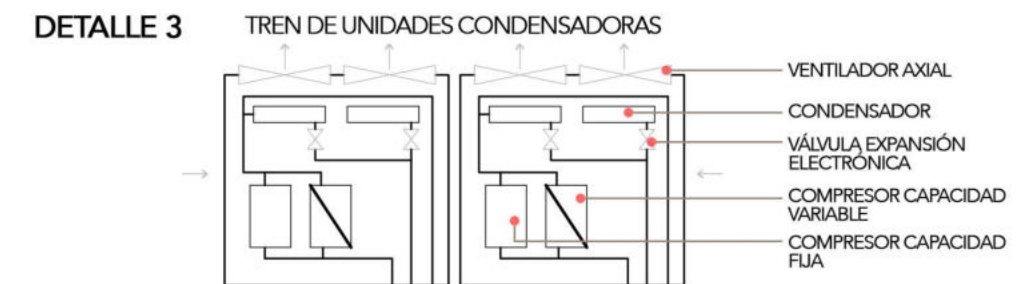 DETALLE 3
TREN DE UNIDADES CONDENSADORAS
VENTILADOR AXIAL
CONDENSADOR
VÁLVULA EXPANSIÓN
ELECTRÓNICA
COMPRESOR CAPACIDAD
VARIABLE
COMPRESOR CAPACIDAD
FIJA